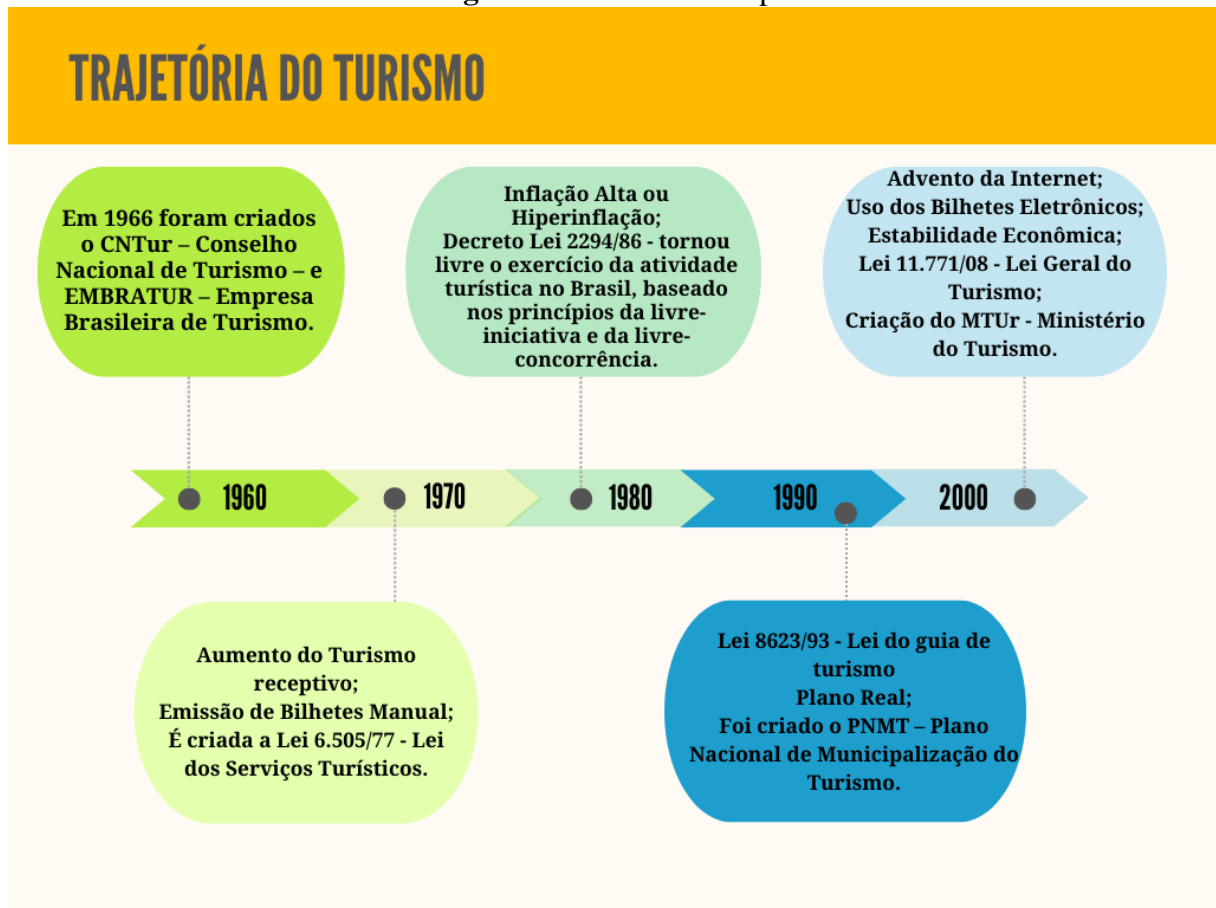 TRAJETÓRIA DO TURISMO
Em 1966 foram criados
o CNTur – Conselho
Nacional de Turismo – e
EMBRATUR – Empresa
Brasileira de Turismo.
Inflação Alta ou
Hiperinflação;
Decreto Lei 2294/86 - tornou
livre o exercício da atividade
turística no Brasil, baseado
nos princípios da livre-
iniciativa e da livre-
concorrência.
Advento da Internet;
Uso dos Bilhetes Eletrônicos;
Estabilidade Econômica;
Lei 11.771/08 - Lei Geral do
Turismo;
Criação do MTUr - Ministério
do Turismo.
1960
1970
1980
1990
2000
Aumento do Turismo
receptivo;
Emissão de Bilhetes Manual;
É criada a Lei 6.505/77 - Lei
dos Serviços Turísticos.
Lei 8623/93 - Lei do guia de
turismo
Plano Real;
Foi criado o PNMT – Plano
Nacional de Municipalização do
Turismo.